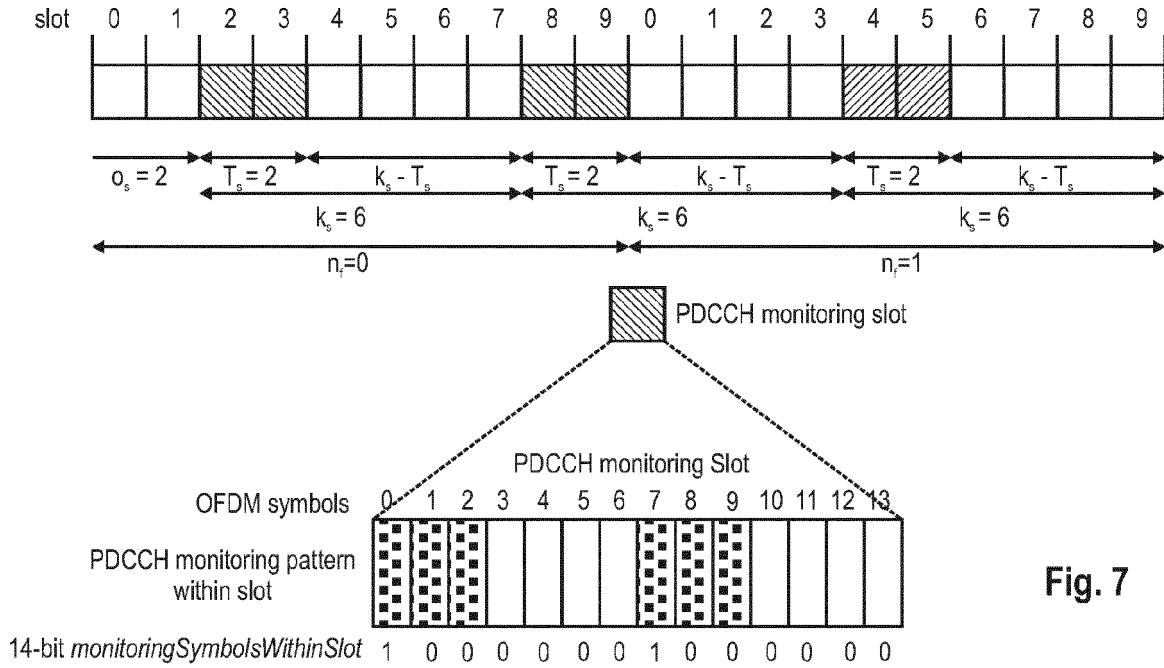 slot 0 1 2 3 4 5 6 7 8 9 0 1 2 3 4 5 6 7 8 9
oₛ = 2 Tₛ = 2 kₛ - Tₛ Tₛ = 2 kₛ - Tₛ Tₛ = 2 kₛ - Tₛ
kₛ = 6 kₛ = 6 kₛ = 6
n_f=0 n_f=1
PDCCH monitoring slot
PDCCH monitoring Slot
OFDM symbols 0 1 2 3 4 5 6 7 8 9 10 11 12 13
PDCCH monitoring pattern
within slot
Fig. 7
14-bit monitoringSymbolsWithinSlot 1 0 0 0 0 0 0 1 0 0 0 0 0 0